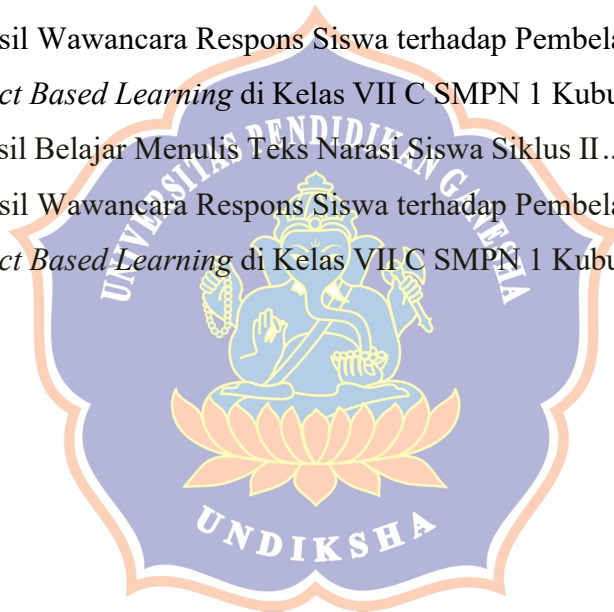 sil Wawancara Respons Siswa terhadap Pembela
ct Based Learning di Kelas VII C SMPN 1 Kubu
sil Belajar Menulis Teks Narasi Siswa Siklus II..
sil Wawancara Respons Siswa terhadap Pembela
ct Based Learning di Kelas VII C SMPN 1 Kubu
UNIVERSITAS PENDIDIKAN GANESHA
UNDIKSHA